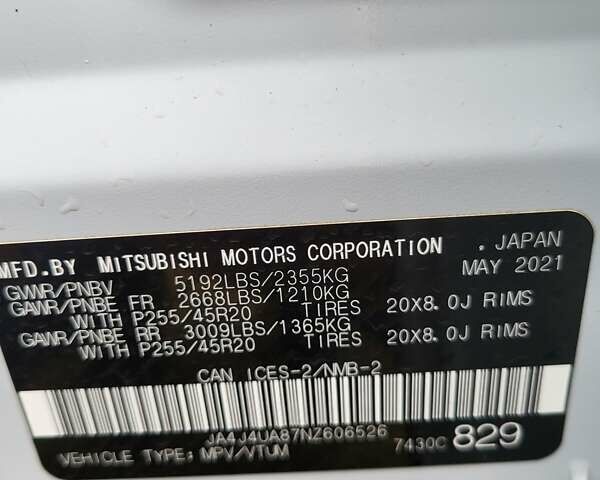 MFD.BY MITSUBISHI MOTORS CORPORATION . JAPAN
GVWR/PNBV 5192LBS/2355KG MAY 2021
GAWR/PNBE FR 2668LBS/1210KG
WITH P255/45R20 TIRES 20X8.0J RIMS
GAWR/PNBE RR 3009LBS/1365KG
WITH P255/45R20 TIRES 20X8.0J RIMS
CAN ICES-2/NMB-2
JA4J4UA87NZ606526
VEHICLE TYPE: MPV/VTUM 7430C 829